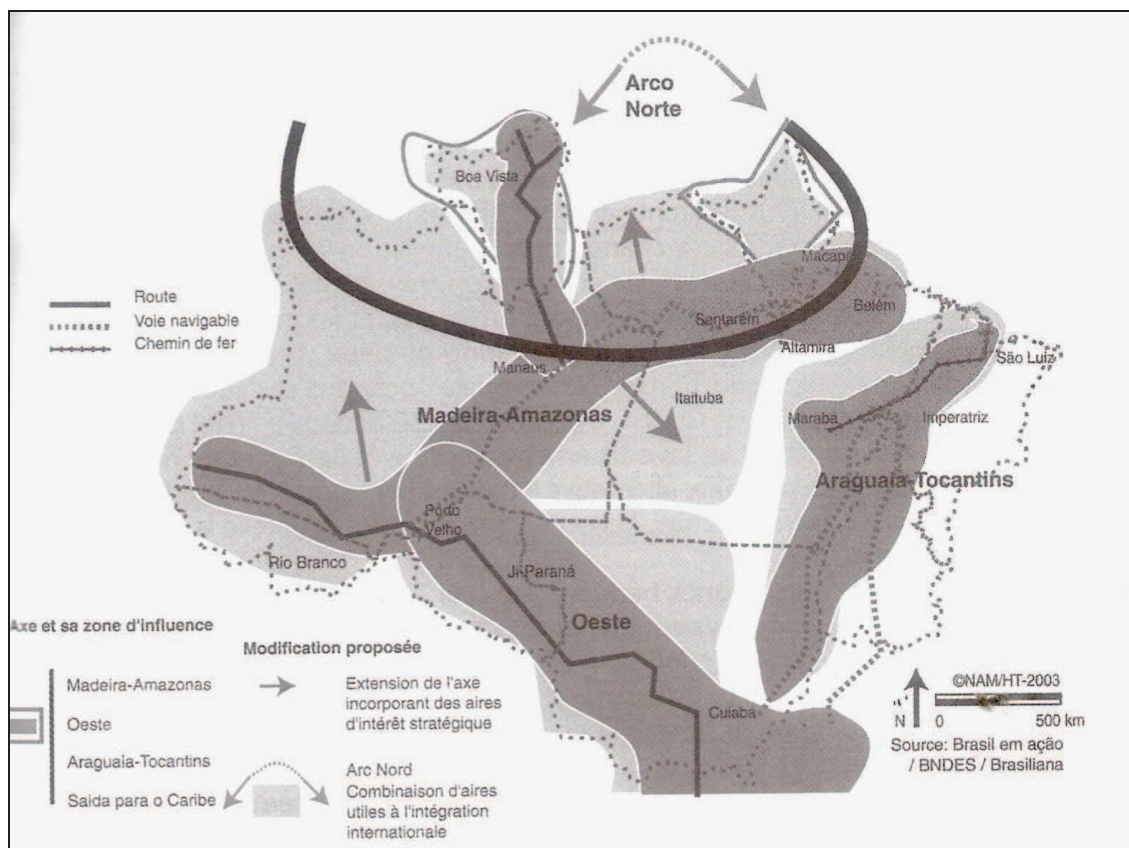 Arco
Norte
Boa Vista
Macapá
Belém
Santarém
Route
Voie navigable
Chemin de fer
Altamira
São Luiz
Manaus
Itaituba
Madeira-Amazonas
Marabá
Imperatriz
Araguaia-Tocantins
Pôrto
Velho
Rio Branco
Ji-Paraná
Oeste
Cuiabá
Axe et sa zone d'influence
Madeira-Amazonas
Oeste
Araguaia-Tocantins
Saida para o Caribe
Modification proposée
Extension de l'axe
incorporant des aires
d'intérêt stratégique
Arc Nord
Combinaison d'aires
utiles à l'intégration
internationale
©NAM/HT-2003
N
0 500 km
Source: Brasil em ação
/ BNDES / Brasiliana